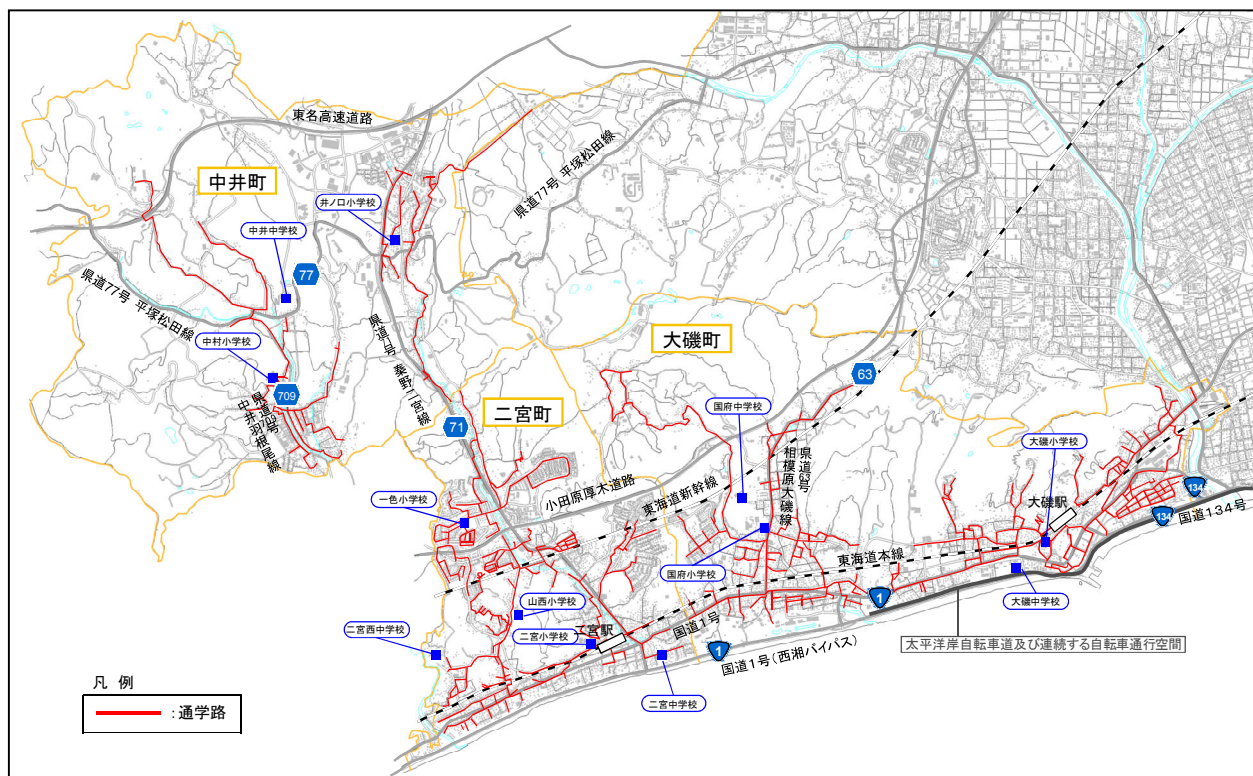 東名高速道路
中井町
井ノ口小学校
県道77号 平塚松田線
中井中学校
77
県道77号 平塚松田線
中村小学校
709
県道709号
中井羽根尾線
県道71号 秦野二宮線
71
二宮町
大磯町
63
国府中学校
県道63号
相模原大磯線
大磯小学校
大磯駅
134
134
国道134号
一色小学校
小田原厚木道路
東海道新幹線
国府小学校
東海道本線
大磯中学校
山西小学校
二宮小学校
二宮駅
国道1号
1
1
二宮西中学校
二宮中学校
国道1号(西湘バイパス)
太平洋岸自転車道及び連続する自転車通行空間
凡 例
:通学路